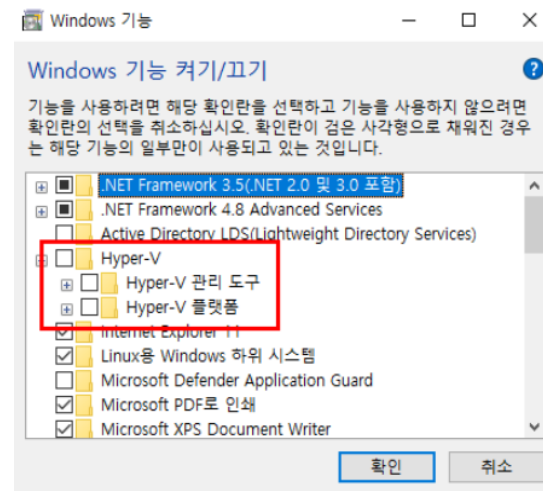 Windows 기능
Windows 기능 켜기/끄기
기능을 사용하려면 해당 확인란을 선택하고 기능을 사용하지 않으려면
확인란의 선택을 취소하십시오. 확인란이 검은 사각형으로 채워진 경우
는 해당 기능의 일부만이 사용되고 있는 것입니다.
.NET Framework 3.5(.NET 2.0 및 3.0 포함)
.NET Framework 4.8 Advanced Services
Active Directory LDS(Lightweight Directory Services)
Hyper-V
Hyper-V 관리 도구
Hyper-V 플랫폼
Internet Explorer 11
Linux용 Windows 하위 시스템
Microsoft Defender Application Guard
Microsoft PDF로 인쇄
Microsoft XPS Document Writer
확인
취소